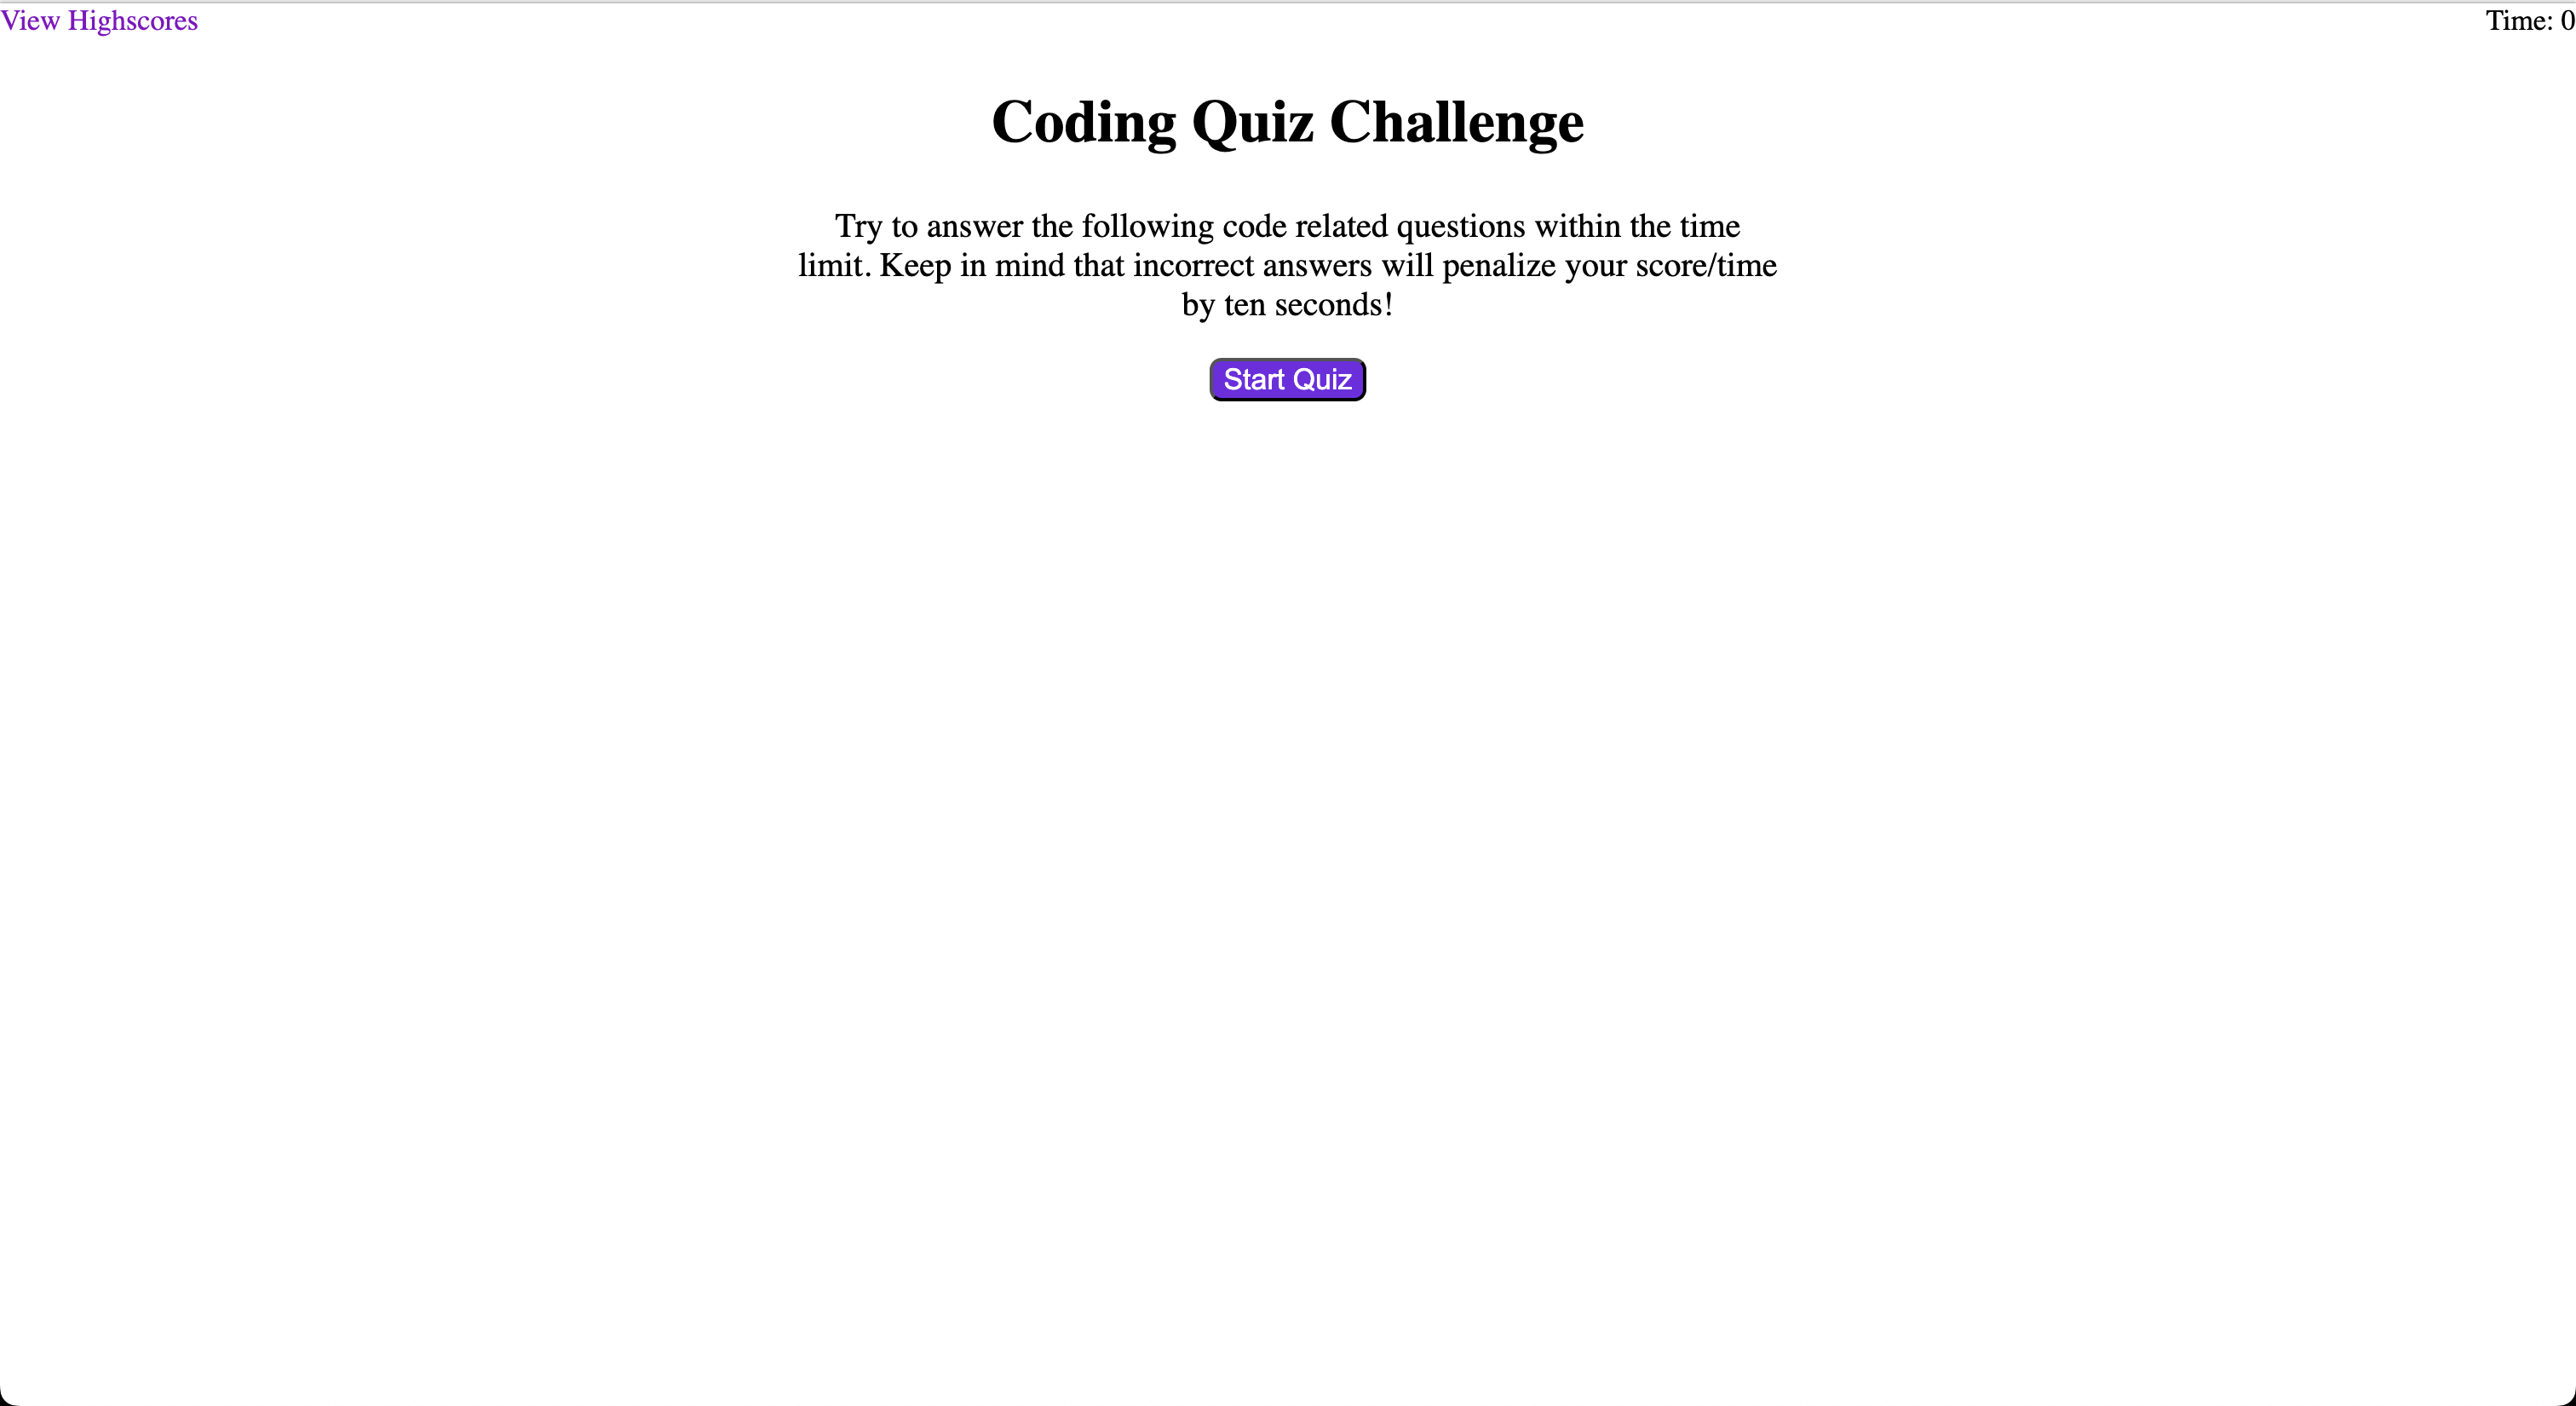 View Highscores
Time: 0
Coding Quiz Challenge
Try to answer the following code related questions within the time
limit. Keep in mind that incorrect answers will penalize your score/time
by ten seconds!
Start Quiz